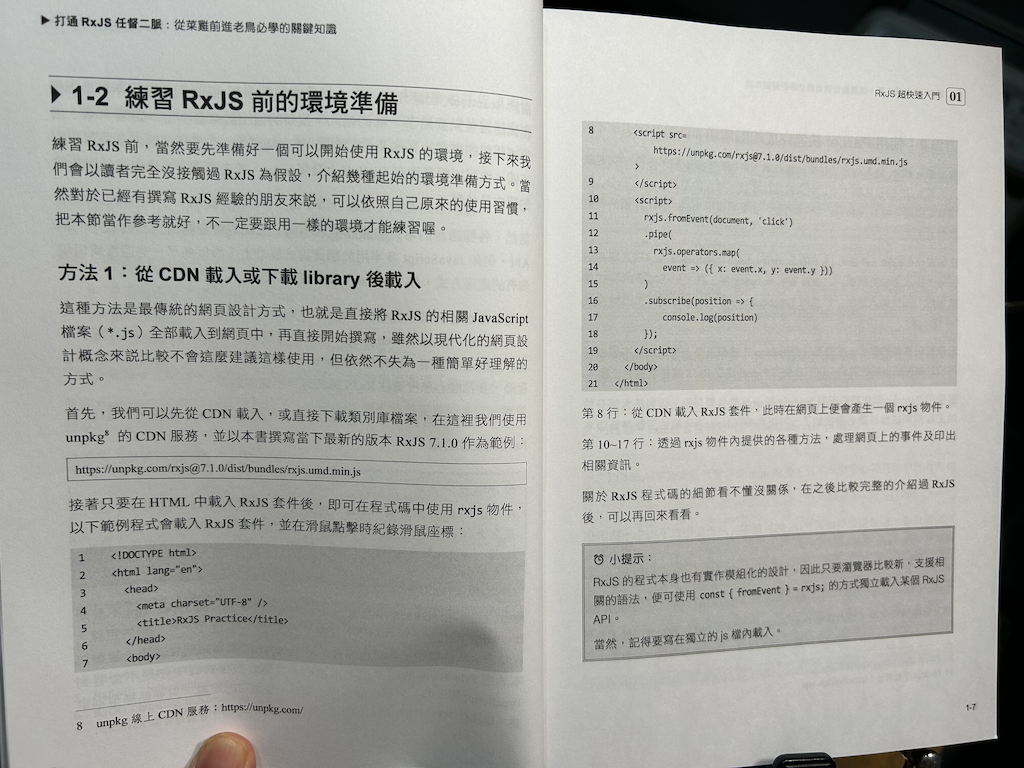 ▶ 打通 RxJS 任督二脈：從菜雞前進老鳥必學的關鍵知識
▶ 1-2 練習 RxJS 前的環境準備
練習 RxJS 前，當然要先準備好一個可以開始使用 RxJS 的環境，接下來我
們會以讀者完全沒接觸過 RxJS 為假設，介紹幾種起始的環境準備方式。當
然對於已經有撰寫 RxJS 經驗的朋友來說，可以依照自己原來的使用習慣，
把本節當作參考就好，不一定要跟用一樣的環境才能練習喔。
方法 1：從 CDN 載入或下載 library 後載入
這種方法是最傳統的網頁設計方式，也就是直接將 RxJS 的相關 JavaScript
檔案（*.js）全部載入到網頁中，再直接開始撰寫，雖然以現代化的網頁設
計概念來說比較不會這麼建議這樣使用，但依然不失為一種簡單好理解的
方式。
首先，我們可以先從 CDN 載入，或直接下載類別庫檔案，在這裡我們使用
unpkg⁸ 的 CDN 服務，並以本書撰寫當下最新的版本 RxJS 7.1.0 作為範例：
https://unpkg.com/rxjs@7.1.0/dist/bundles/rxjs.umd.min.js
接著只要在 HTML 中載入 RxJS 套件後，即可在程式碼中使用 rxjs 物件，
以下範例程式會載入 RxJS 套件，並在滑鼠點擊時紀錄滑鼠座標：
1 <!DOCTYPE html>
2 <html lang="en">
3 <head>
4 <meta charset="UTF-8" />
5 <title>RxJS Practice</title>
6 </head>
7 <body>
8 unpkg 線上 CDN 服務：https://unpkg.com/
RxJS 超快速入門 01
8 <script src=
https://unpkg.com/rxjs@7.1.0/dist/bundles/rxjs.umd.min.js
>
9 </script>
10 <script>
11 rxjs.fromEvent(document, 'click')
12 .pipe(
13 rxjs.operators.map(
14 event => ({ x: event.x, y: event.y }))
15 )
16 .subscribe(position => {
17 console.log(position)
18 });
19 </script>
20 </body>
21 </html>
第 8 行：從 CDN 載入 RxJS 套件，此時在網頁上便會產生一個 rxjs 物件。
第 10~17 行：透過 rxjs 物件內提供的各種方法，處理網頁上的事件及印出
相關資訊。
關於 RxJS 程式碼的細節看不懂沒關係，在之後比較完整的介紹過 RxJS
後，可以再回來看看。
小提示：
RxJS 的程式本身也有實作模組化的設計，因此只要瀏覽器比較新，支援相
關的語法，便可使用 const { fromEvent } = rxjs; 的方式獨立載入某個 RxJS
API。
當然，記得要寫在獨立的 js 檔內載入。
1-7